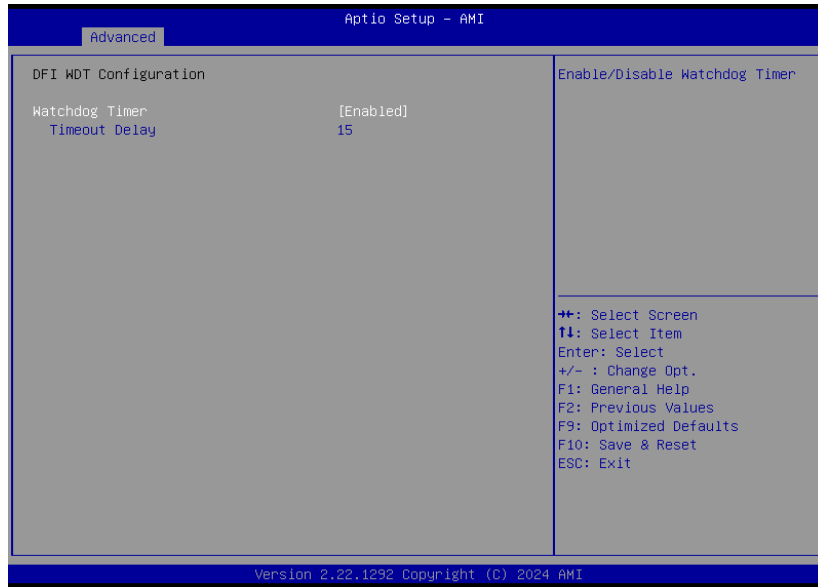 Aptio Setup – AMI
Advanced
DFI WDT Configuration
Watchdog Timer [Enabled]
Timeout Delay 15
Enable/Disable Watchdog Timer
→←: Select Screen
↑↓: Select Item
Enter: Select
+/- : Change Opt.
F1: General Help
F2: Previous Values
F9: Optimized Defaults
F10: Save & Reset
ESC: Exit
Version 2.22.1292 Copyright (C) 2024 AMI